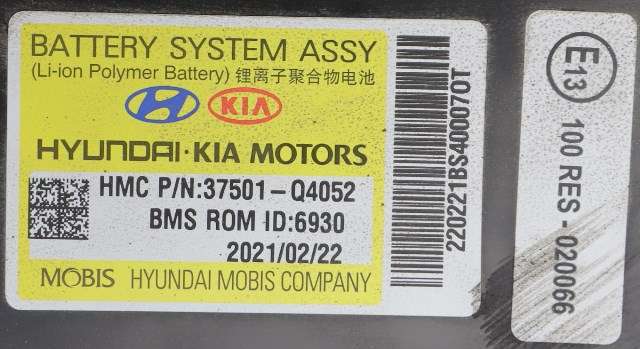 BATTERY SYSTEM ASSY
(Li-ion Polymer Battery) 锂离子聚合物电池
KIA
HYUNDAI·KIA MOTORS
HMC P/N:37501-Q4052
BMS ROM ID:6930
2021/02/22
MOBIS HYUNDAI MOBIS COMPANY
220221BS400070T
E13
100 RES - 020066